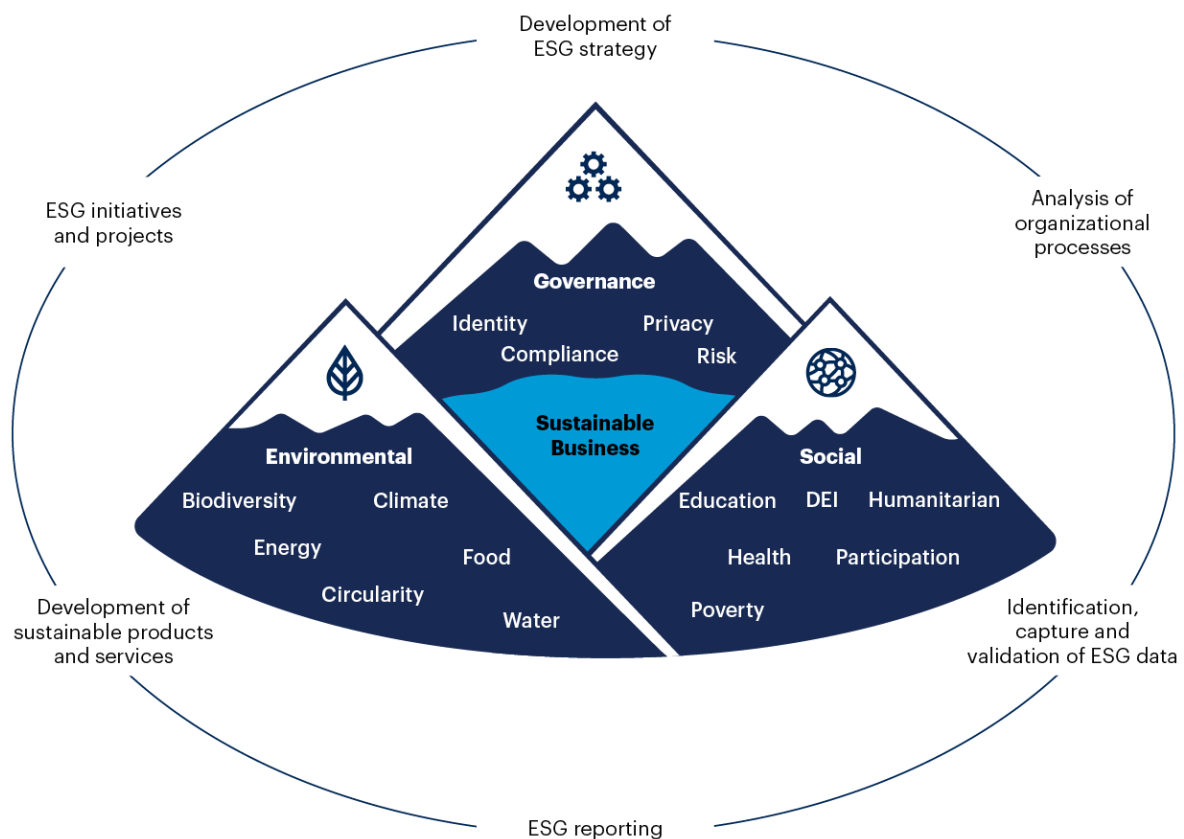 Development of
ESG strategy
ESG initiatives
and projects
Analysis of
organizational
processes
Governance
Identity
Privacy
Compliance
Risk
Sustainable
Business
Environmental
Biodiversity
Climate
Energy
Food
Circularity
Water
Social
Education
DEI
Humanitarian
Health
Participation
Poverty
Development of
sustainable products
and services
Identification,
capture and
validation of ESG data
ESG reporting